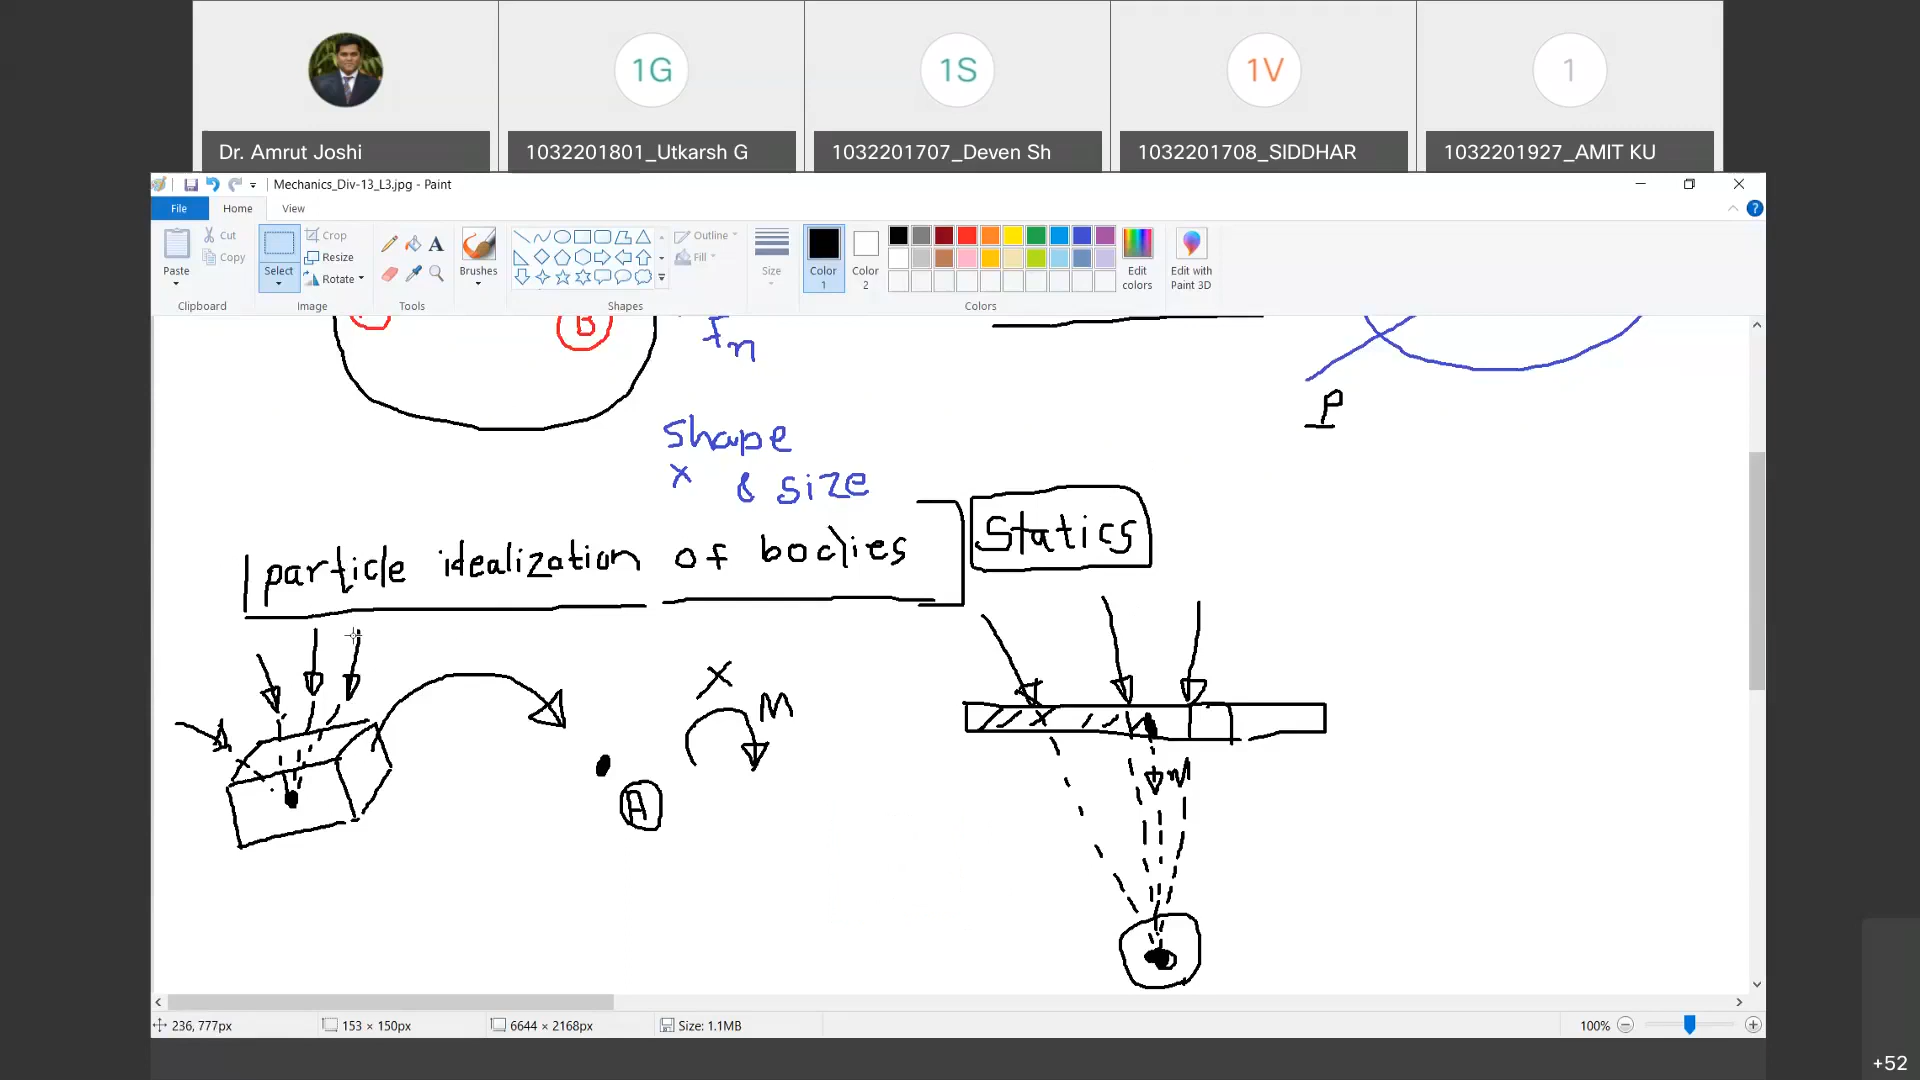 1G
1S
1V
1
Dr. Amrut Joshi
1032201801_Utkarsh G
1032201707_Deven Sh
1032201708_SIDDHAR
1032201927_AMIT KU
Mechanics_Div-13_L3.jpg - Paint
File
Home
View
Paste
Cut
Copy
Clipboard
Select
Crop
Resize
Rotate
Image
A
Tools
Brushes
Outline
Fill
Shapes
Size
Color 1
Color 2
Edit colors
Colors
Edit with Paint 3D
B
Fn
P
Shape
x & size
Statics
particle idealization of bodies
X
M
A
W
236, 777px
153 × 150px
6644 × 2168px
Size: 1.1MB
100%
+52